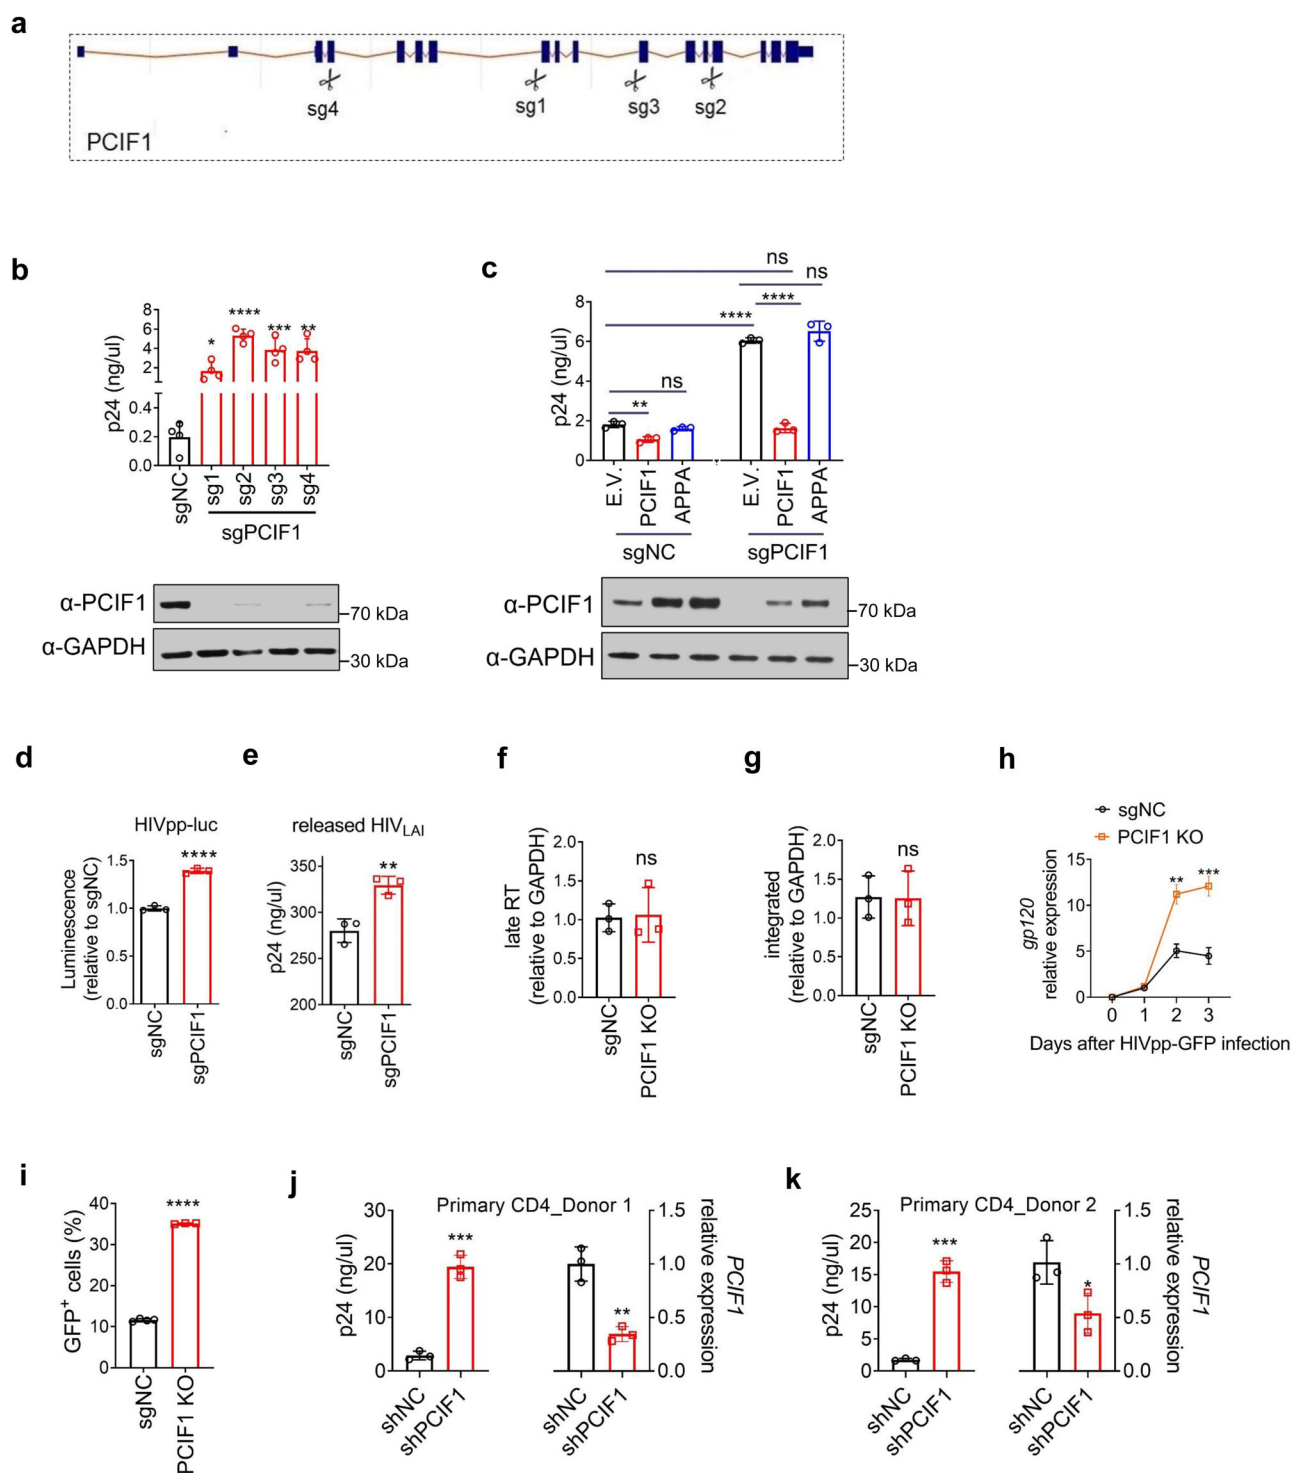 a
sg4
sg1
sg3
sg2
PCIF1
b
p24 (ng/ul)
8
6
4
2
0.4
0.2
0.0
*
****
***
**
sgNC
sg1
sg2
sg3
sg4
sgPCIF1
α-PCIF1
70 kDa
α-GAPDH
30 kDa
c
p24 (ng/ul)
8
6
4
2
0
ns
ns
****
****
ns
**
E.V.
PCIF1
APPA
E.V.
PCIF1
APPA
sgNC
sgPCIF1
α-PCIF1
70 kDa
α-GAPDH
30 kDa
d
HIVpp-luc
Luminescence
(relative to sgNC)
1.5
1.0
0.5
0.0
****
sgNC
sgPCIF1
e
released HIVLAI
p24 (ng/ul)
350
300
250
200
**
sgNC
sgPCIF1
f
late RT
(relative to GAPDH)
2.0
1.5
1.0
0.5
0.0
ns
sgNC
PCIF1 KO
g
integrated
(relative to GAPDH)
2.0
1.5
1.0
0.5
0.0
ns
sgNC
PCIF1 KO
h
sgNC
PCIF1 KO
gp120
relative expression
15
10
5
0
**
***
0 1 2 3
Days after HIVpp-GFP infection
i
GFP+ cells (%)
40
30
20
10
0
****
sgNC
PCIF1 KO
j
Primary CD4_Donor 1
p24 (ng/ul)
30
20
10
0
***
shNC
shPCIF1
**
shNC
shPCIF1
1.5
1.0
0.5
0.0
PCIF1
relative expression
k
Primary CD4_Donor 2
p24 (ng/ul)
25
20
15
10
5
0
***
shNC
shPCIF1
*
shNC
shPCIF1
1.5
1.0
0.5
0.0
PCIF1
relative expression